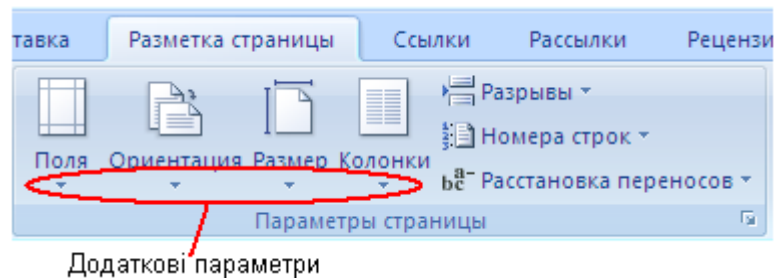 тавка Разметка страницы Ссылки Рассылки Рецензи
Поля Ориентация Размер Колонки
Разрывы
Номера строк
Расстановка переносов
Параметры страницы
Додаткові параметри